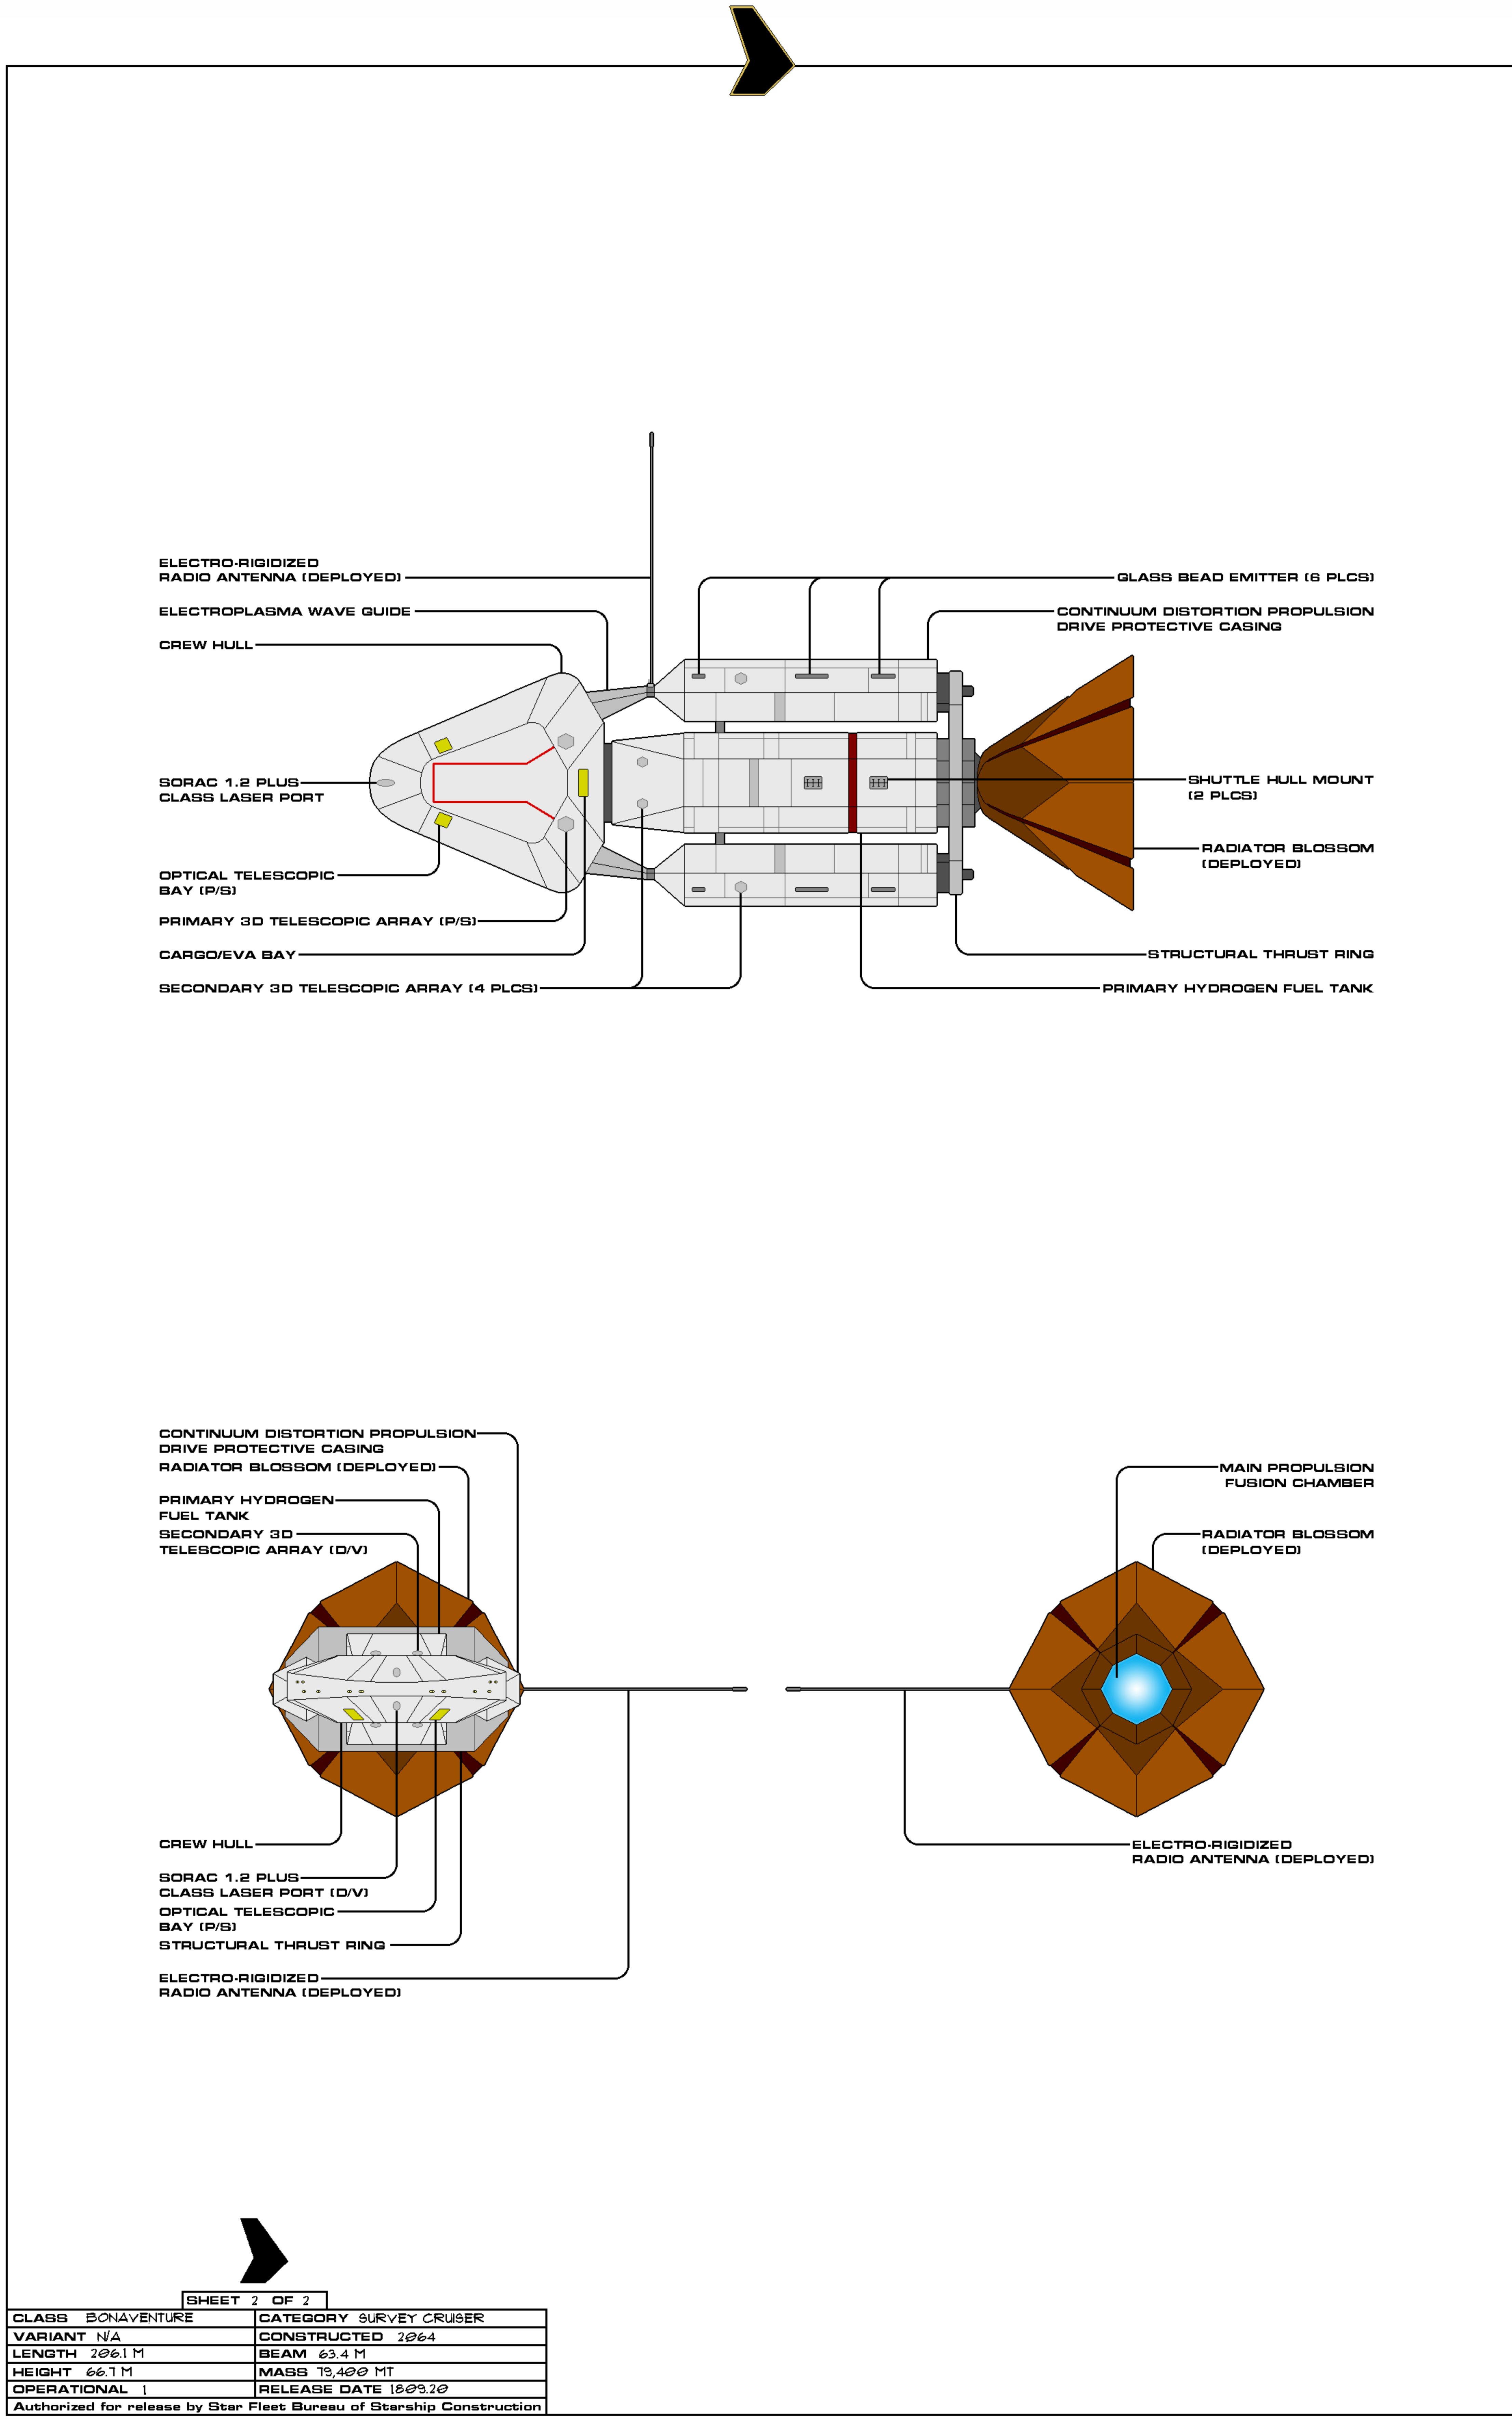 ELECTRO-RIGIDIZED
RADIO ANTENNA (DEPLOYED)
GLASS BEAD EMITTER (6 PLCS)
ELECTROPLASMA WAVE GUIDE
CONTINUUM DISTORTION PROPULSION
DRIVE PROTECTIVE CASING
CREW HULL
SORAC 1.2 PLUS
CLASS LASER PORT
SHUTTLE HULL MOUNT
(2 PLCS)
RADIATOR BLOSSOM
(DEPLOYED)
OPTICAL TELESCOPIC
BAY (P/S)
PRIMARY 3D TELESCOPIC ARRAY (P/S)
CARGO/EVA BAY
STRUCTURAL THRUST RING
SECONDARY 3D TELESCOPIC ARRAY (4 PLCS)
PRIMARY HYDROGEN FUEL TANK
CONTINUUM DISTORTION PROPULSION
DRIVE PROTECTIVE CASING
RADIATOR BLOSSOM (DEPLOYED)
PRIMARY HYDROGEN
FUEL TANK
SECONDARY 3D
TELESCOPIC ARRAY (D/V)
MAIN PROPULSION
FUSION CHAMBER
RADIATOR BLOSSOM
(DEPLOYED)
CREW HULL
SORAC 1.2 PLUS
CLASS LASER PORT (D/V)
OPTICAL TELESCOPIC
BAY (P/S)
STRUCTURAL THRUST RING
ELECTRO-RIGIDIZED
RADIO ANTENNA (DEPLOYED)
ELECTRO-RIGIDIZED
RADIO ANTENNA (DEPLOYED)
SHEET 2 OF 2
CLASS BONAVENTURE
CATEGORY SURVEY CRUISER
VARIANT N/A
CONSTRUCTED 2064
LENGTH 206.1 M
BEAM 63.4 M
HEIGHT 66.7 M
MASS 79,400 MT
OPERATIONAL 1
RELEASE DATE 1809.20
Authorized for release by Star Fleet Bureau of Starship Construction